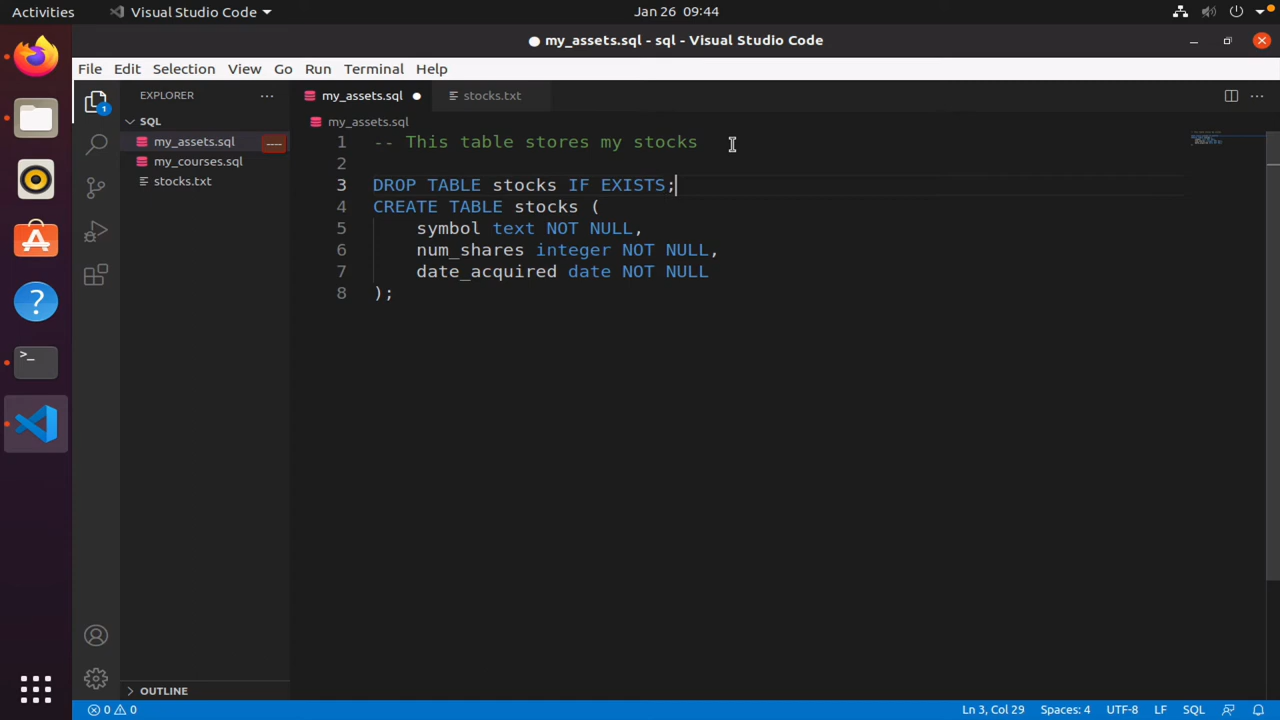 Activities Visual Studio Code Jan 26 09:44
my_assets.sql - sql - Visual Studio Code
File Edit Selection View Go Run Terminal Help
EXPLORER my_assets.sql stocks.txt
SQL my_assets.sql
my_assets.sql
my_courses.sql
stocks.txt
1
1 -- This table stores my stocks
2
3 DROP TABLE stocks IF EXISTS;
4 CREATE TABLE stocks (
5 symbol text NOT NULL,
6 num_shares integer NOT NULL,
7 date_acquired date NOT NULL
8 );
OUTLINE
0 0 Ln 3, Col 29 Spaces: 4 UTF-8 LF SQL